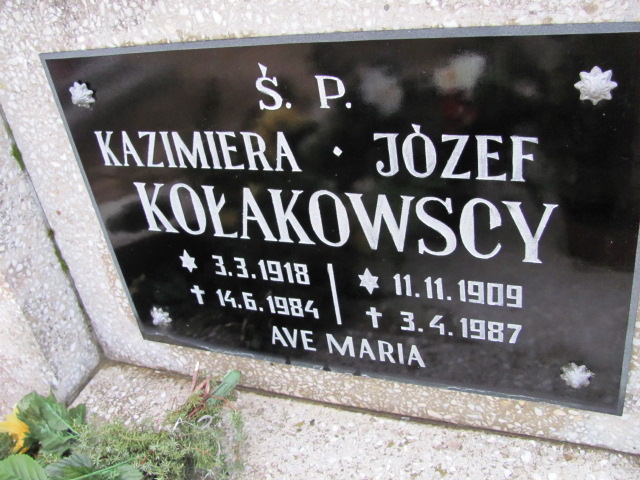 Ś. P.
KAZIMIERA · JÓZEF
KOŁAKOWSCY
✶ 3.3.1918 ✶ 11.11.1909
✝ 14.6.1984 ✝ 3.4.1987
AVE MARIA